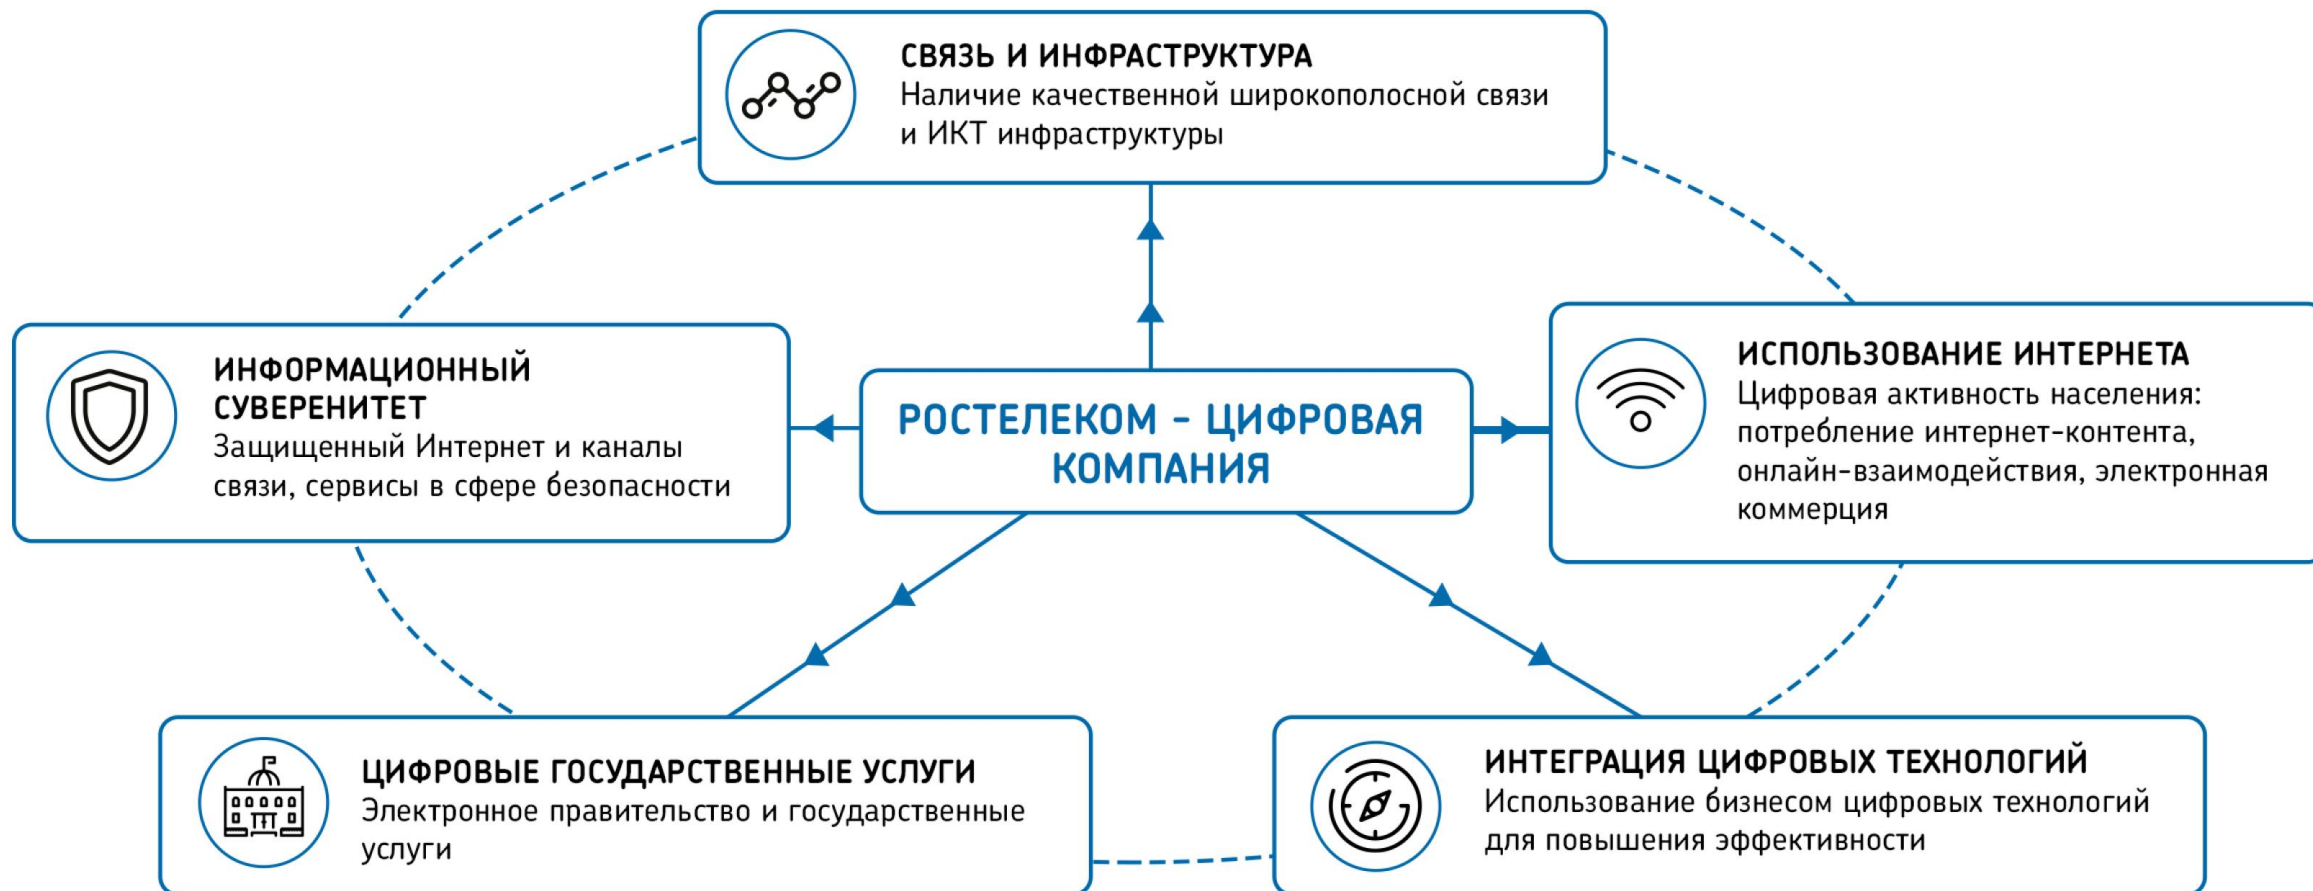 СВЯЗЬ И ИНФРАСТРУКТУРА
Наличие качественной широкополосной связи
и ИКТ инфраструктуры
ИНФОРМАЦИОННЫЙ
СУВЕРЕНИТЕТ
Защищенный Интернет и каналы
связи, сервисы в сфере безопасности
РОСТЕЛЕКОМ - ЦИФРОВАЯ
КОМПАНИЯ
ИСПОЛЬЗОВАНИЕ ИНТЕРНЕТА
Цифровая активность населения:
потребление интернет-контента,
онлайн-взаимодействия, электронная
коммерция
ЦИФРОВЫЕ ГОСУДАРСТВЕННЫЕ УСЛУГИ
Электронное правительство и государственные
услуги
ИНТЕГРАЦИЯ ЦИФРОВЫХ ТЕХНОЛОГИЙ
Использование бизнесом цифровых технологий
для повышения эффективности